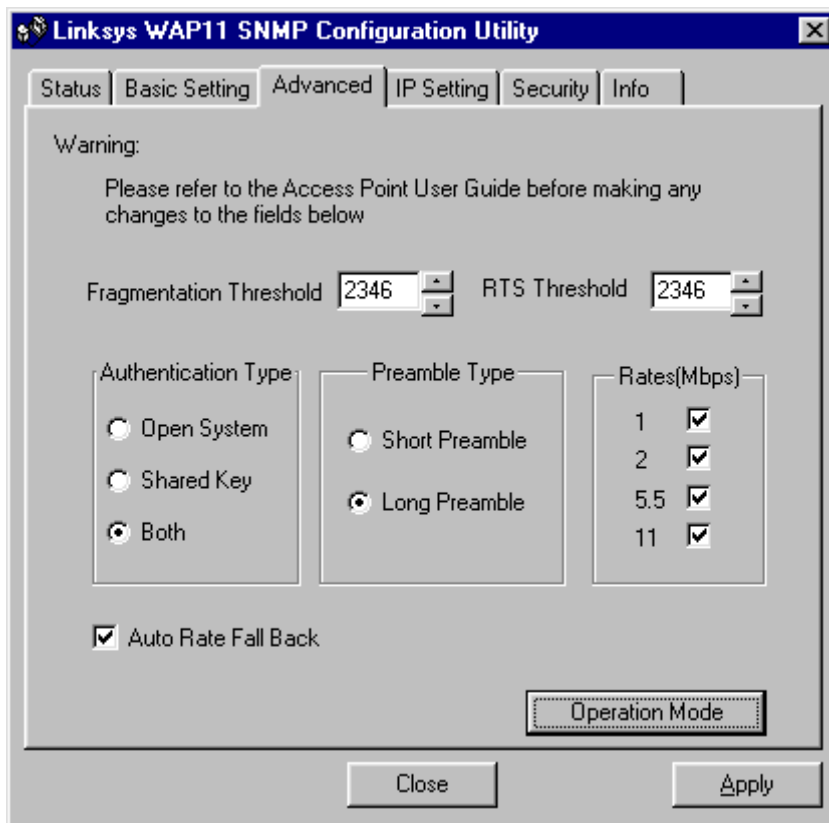 Linksys WAP11 SNMP Configuration Utility
Status Basic Setting Advanced IP Setting Security Info
Warning:
Please refer to the Access Point User Guide before making any
changes to the fields below
Fragmentation Threshold 2346 RTS Threshold 2346
Authentication Type
Open System
Shared Key
Both
Preamble Type
Short Preamble
Long Preamble
Rates(Mbps)
1
2
5.5
11
Auto Rate Fall Back
Operation Mode
Close Apply